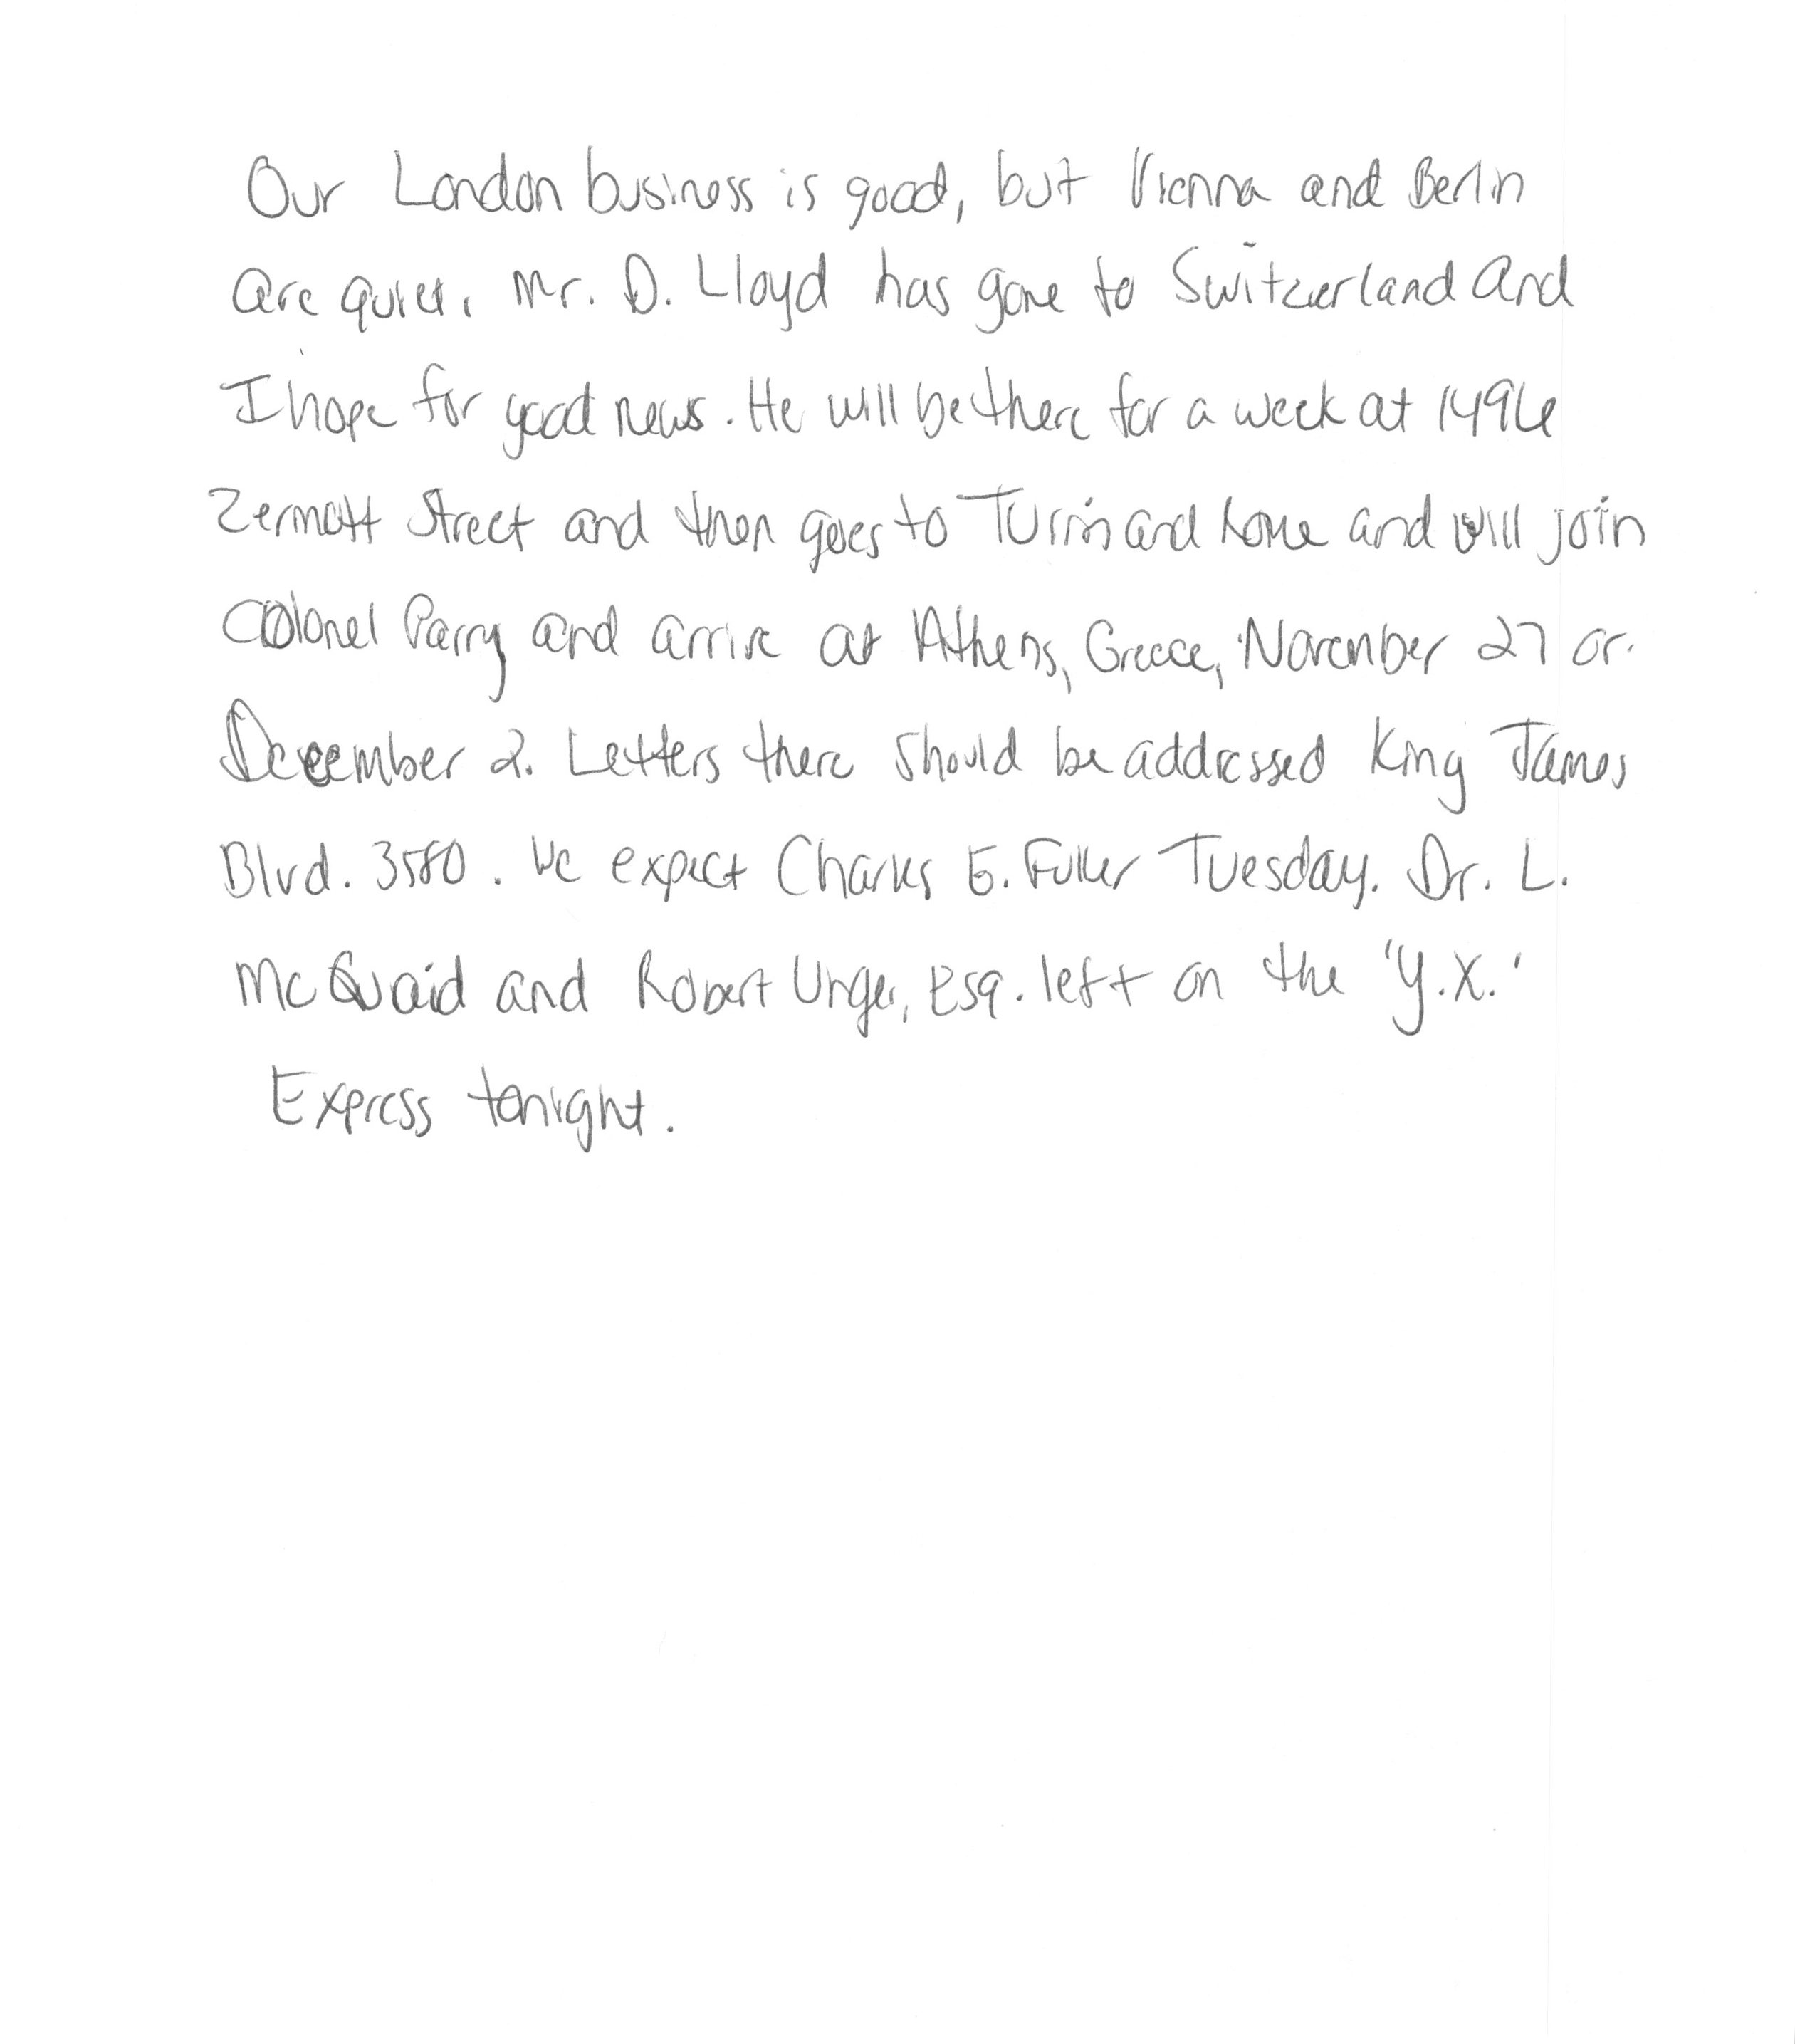 Our London business is good, but Vienna and Berlin
are quiet. Mr. D. Lloyd has gone to Switzerland and
I hope for good news. He will be there for a week at 1496
Zermott Street and then goes to Turin and Rome and will join
Colonel Parry and arrive at Athens, Greece, November 27 or.
December 2. Letters there should be addressed King James
Blvd. 3580. We expect Charles E. Fuller Tuesday. Dr. L.
McQuaid and Robert Unger, Esq. left on the 'Y.X.'
Express tonight.